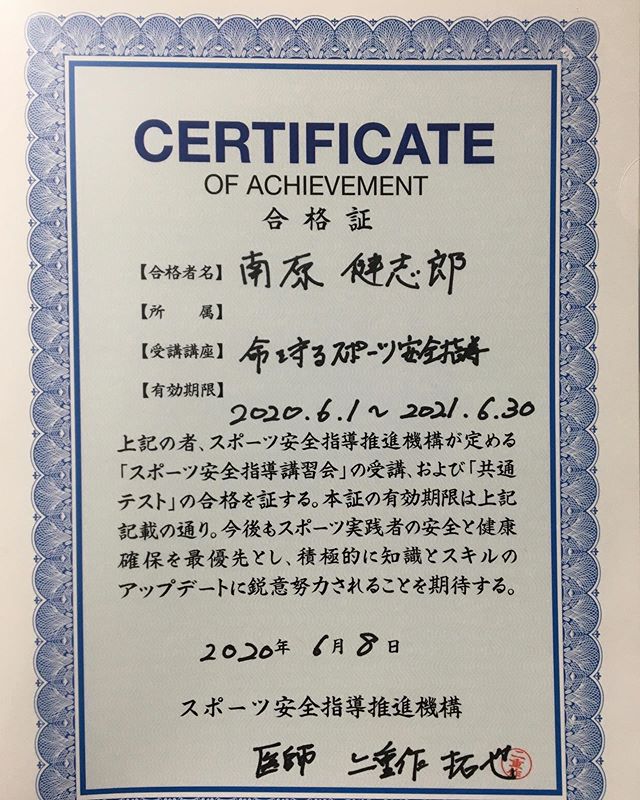 CERTIFICATE
OF ACHIEVEMENT
合格証
【合格者名】 南原 健志郎
【所　　属】
【受講講座】 命を守るスポーツ安全指導
【有効期限】
2020.6.1〜2021.6.30
上記の者、スポーツ安全指導推進機構が定める
「スポーツ安全指導講習会」の受講、および「共通
テスト」の合格を証する。本証の有効期限は上記
記載の通り。今後もスポーツ実践者の安全と健康
確保を最優先とし、積極的に知識とスキルの
アップデートに鋭意努力されることを期待する。
2020年 6月 8日
スポーツ安全指導推進機構
医師 二重作 拓也
二重作